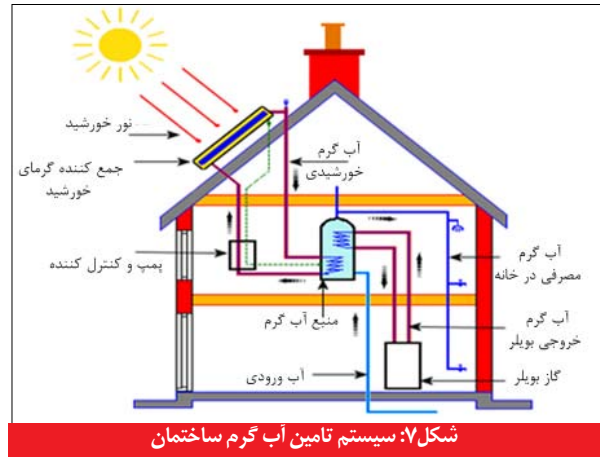 نور خورشید
جمع کننده گرمای
خورشید
آب گرم
خورشیدی
پمپ و کنترل کننده
منبع آب گرم
آب ورودی
آب گرم
مصرفی در خانه
آب گرم
خروجی بویلر
گاز بویلر
شکل۷: سیستم تامین آب گرم ساختمان